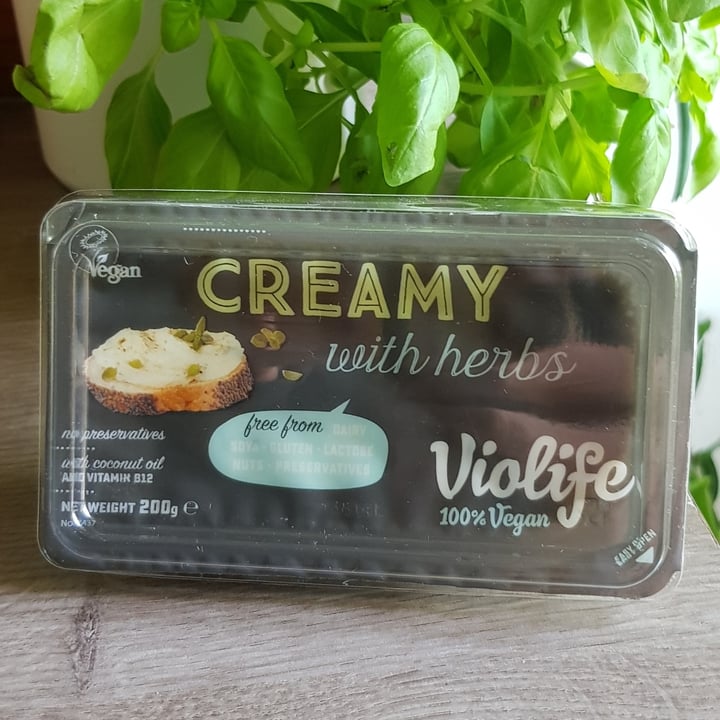 Vegan
CREAMY
with herbs
free from DAIRY
SOYA · GLUTEN · LACTOSE
NUTS · PRESERVATIVES
no preservatives
with coconut oil
AND VITAMIN B12
NET WEIGHT 200g e
Violife
100% Vegan
EASY OPEN